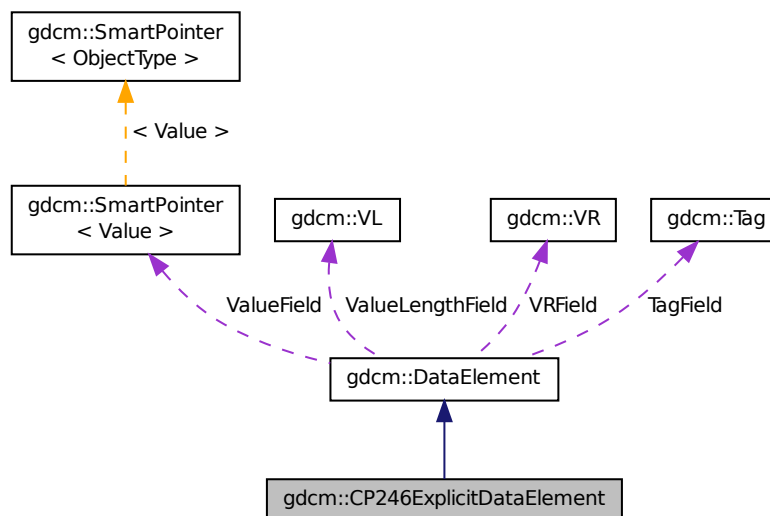 gdcm::SmartPointer
< ObjectType >
< Value >
gdcm::SmartPointer
< Value >
gdcm::VL
gdcm::VR
gdcm::Tag
ValueField
ValueLengthField
VRField
TagField
gdcm::DataElement
gdcm::CP246ExplicitDataElement